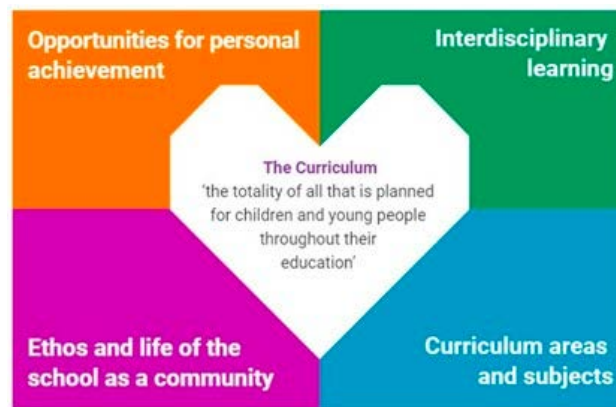 Opportunities for personal
achievement
Interdisciplinary
learning
The Curriculum
'the totality of all that is planned
for children and young people
throughout their
education'
Ethos and life of the
school as a community
Curriculum areas
and subjects